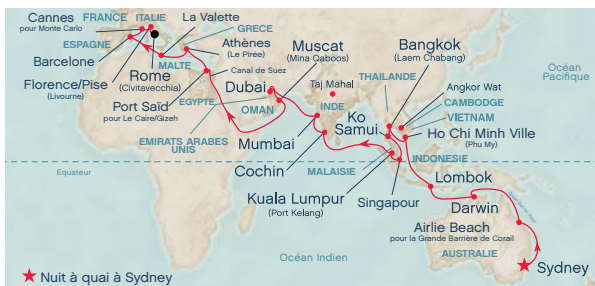 Cannes
pour Monte Carlo
FRANCE
ITALIE
La Valette
GRECE
ESPAGNE
Athènes
(Le Pirée)
Barcelone
MALTE
Canal de Suez
Florence/Pise
(Livourne)
Rome
(Civitavecchia)
Port Saïd
pour Le Caire/Gizeh
EGYPTE
Muscat
(Mina Qaboos)
Dubai
OMAN
EMIRATS ARABES
UNIS
Taj Mahal
INDE
Mumbai
Cochin
Bangkok
(Laem Chabang)
THAILANDE
Angkor Wat
CAMBODGE
VIETNAM
Ko
Samui
Ho Chi Minh Ville
(Phu My)
Océan
Pacifique
Equateur
MALAISIE
INDONESIE
Kuala Lumpur
(Port Kelang)
Singapour
Lombok
Darwin
Airlie Beach
pour la Grande Barrière de Corail
AUSTRALIE
Océan Indien
Sydney
Nuit à quai à Sydney